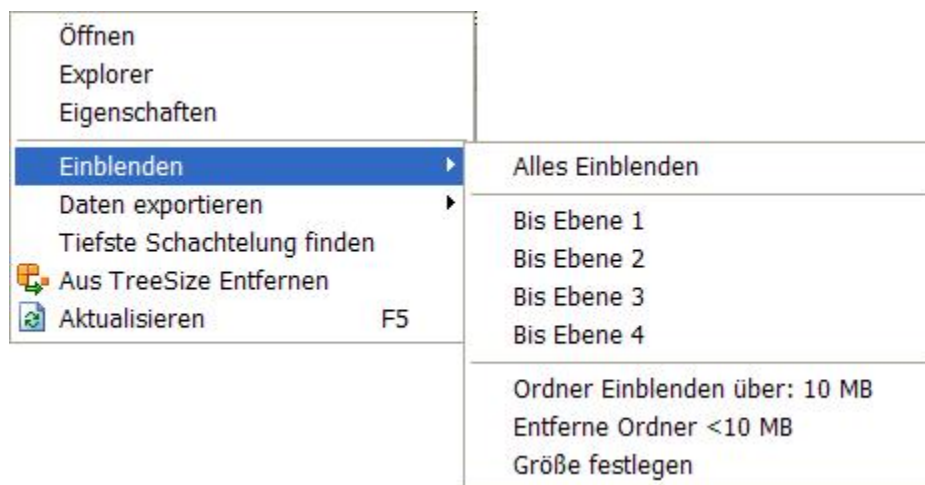 Öffnen
Explorer
Eigenschaften
Einblenden
Daten exportieren
Tiefste Schachtelung finden
Aus TreeSize Entfernen
Aktualisieren F5
Alles Einblenden
Bis Ebene 1
Bis Ebene 2
Bis Ebene 3
Bis Ebene 4
Ordner Einblenden über: 10 MB
Entferne Ordner <10 MB
Größe festlegen